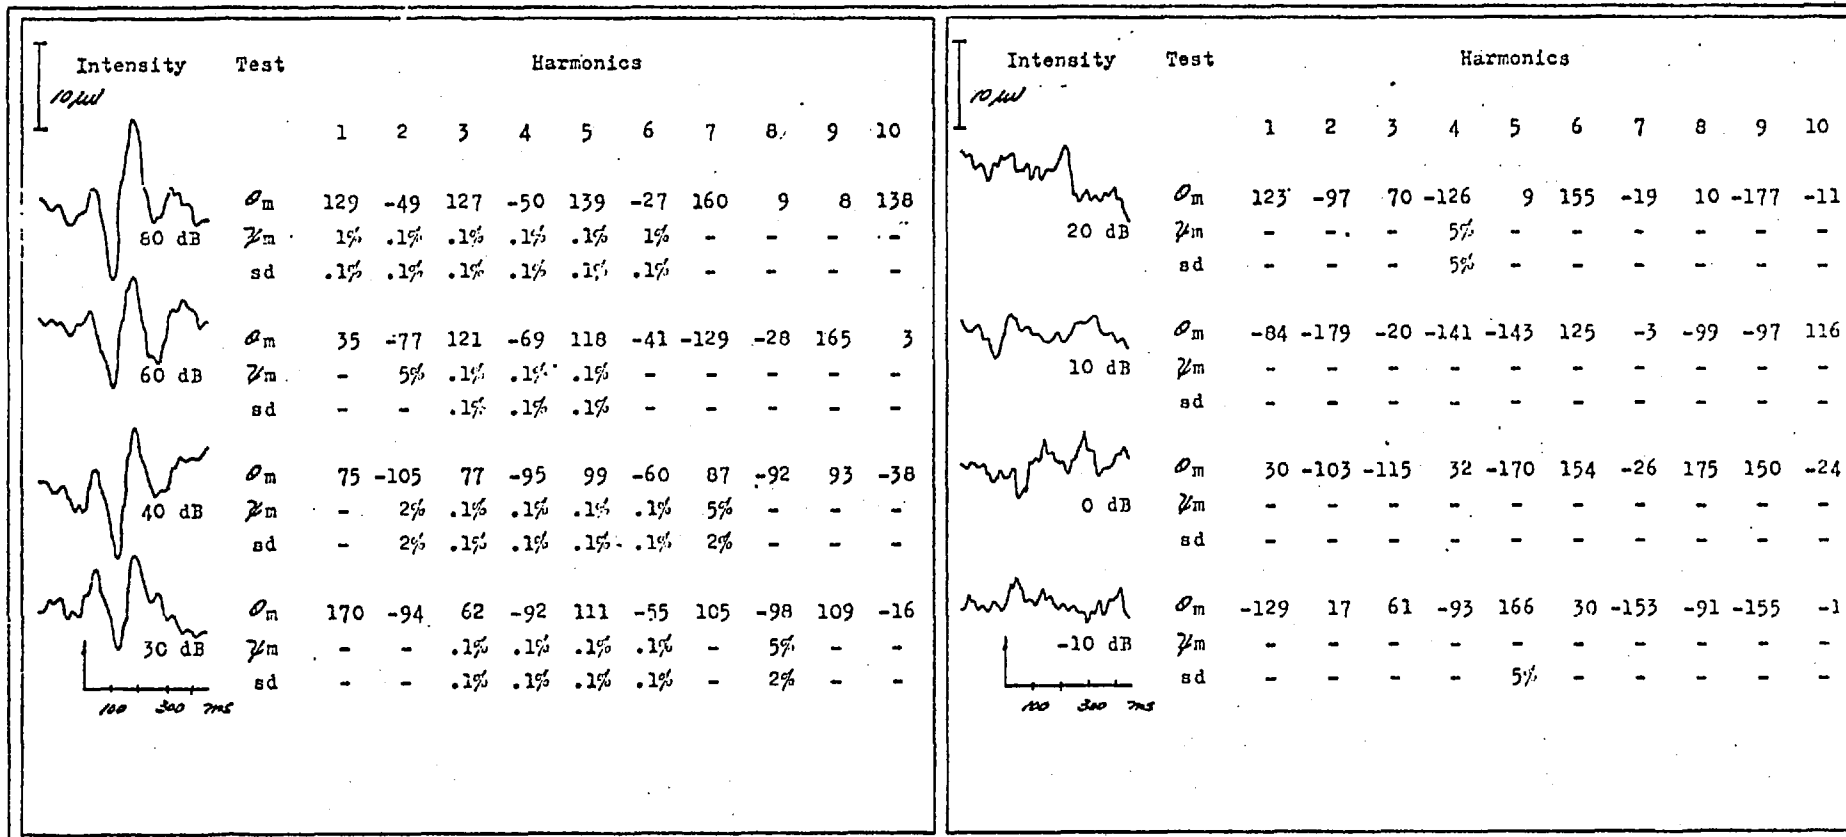 Intensity Test Harmonics
10 µv
1 2 3 4 5 6 7 8 9 10
θm 129 -49 127 -50 139 -27 160 9 8 138
80 dB χm 1% .1% .1% .1% .1% 1% - - - -
sd .1% .1% .1% .1% .1% .1% - - - -
θm 35 -77 121 -69 118 -41 -129 -28 165 3
60 dB χm - 5% .1% .1% .1% - - - - -
sd - - .1% .1% .1% - - - - -
θm 75 -105 77 -95 99 -60 87 -92 93 -38
40 dB χm - 2% .1% .1% .1% .1% 5% - - -
sd - 2% .1% .1% .1% .1% 2% - - -
θm 170 -94 62 -92 111 -55 105 -98 109 -16
30 dB χm - - .1% .1% .1% .1% - 5% - -
sd - - .1% .1% .1% .1% - 2% - -
100 300 ms
Intensity Test Harmonics
10 µv
1 2 3 4 5 6 7 8 9 10
θm 123 -97 70 -126 9 155 -19 10 -177 -11
20 dB χm - - - 5% - - - - - -
sd - - - 5% - - - - - -
θm -84 -179 -20 -141 -143 125 -3 -99 -97 116
10 dB χm - - - - - - - - - -
sd - - - - - - - - - -
θm 30 -103 -115 32 -170 154 -26 175 150 -24
0 dB χm - - - - - - - - - -
sd - - - - - - - - - -
θm -129 17 61 -93 166 30 -153 -91 -155 -1
-10 dB χm - - - - - - - - - -
sd - - - - 5% - - - - -
100 300 ms